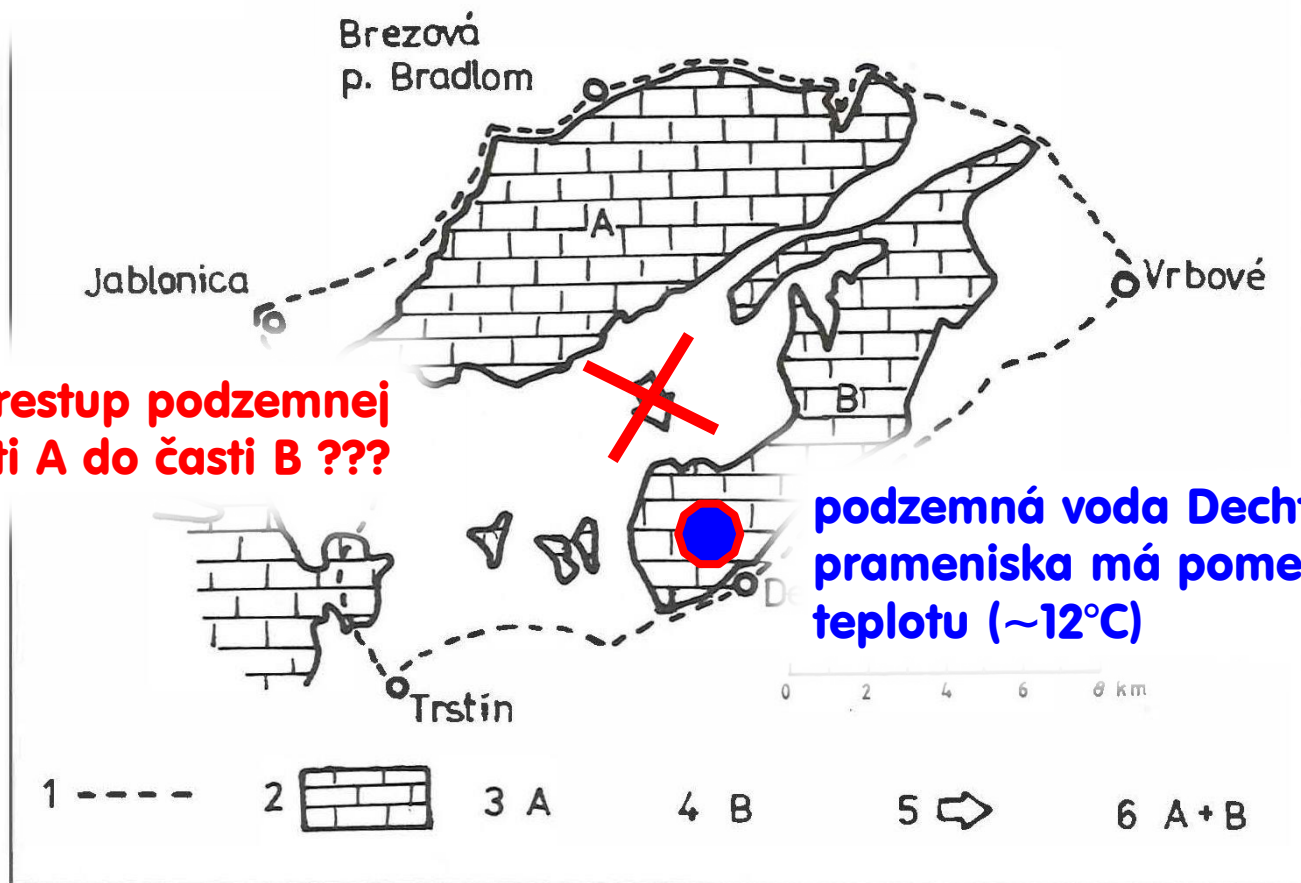 Brezová
p. Bradlom
A
Jablonica
Vrbové
restup podzemnej
ti A do časti B ???
B
podzemná voda Decht
prameniska má pome
teplotu (~12°C)
D
0 2 4 6 8 km
Trstín
1 2 3 A 4 B 5 6 A + B